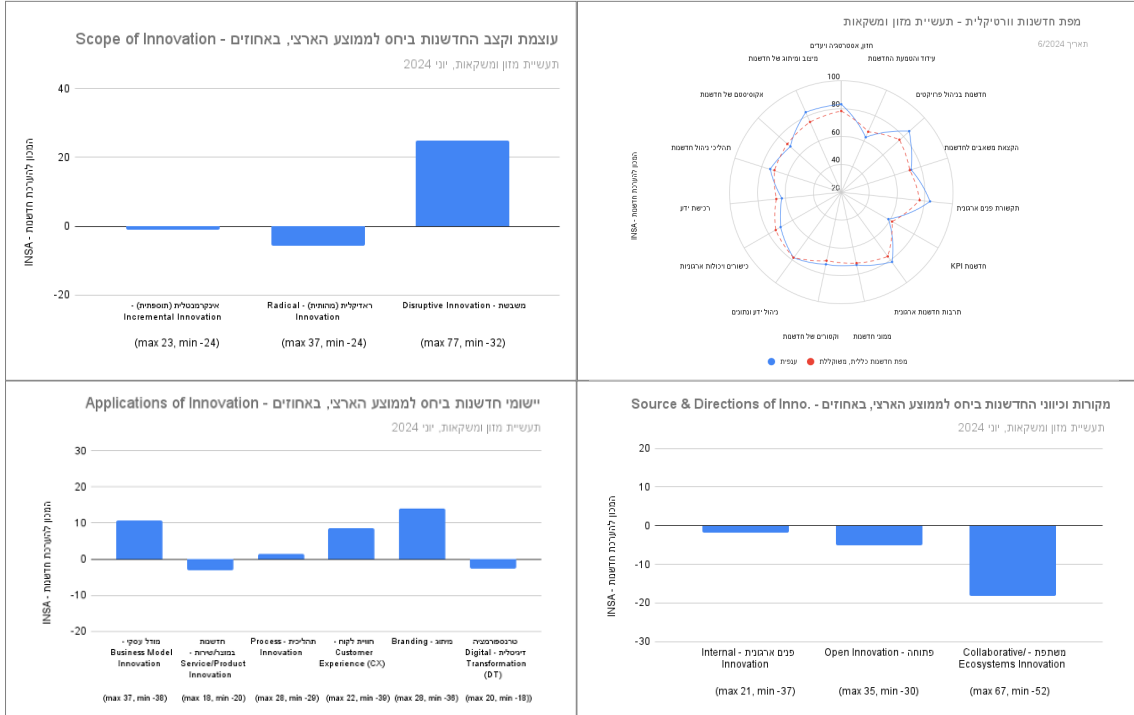 עוצמת וקצב החדשנות ביחס לממוצע הארצי, באחוזים - Scope of Innovation
תעשיית מזון ומשקאות, יוני 2024
המכון להערכת חדשנות - INSA
40
20
0
-20
אינקרמנטלית (תוספתית) -
Incremental Innovation
(max 23, min -24)
ראדיקלית (מהותית) - Radical
Innovation
(max 37, min -24)
משבשת - Disruptive Innovation
(max 77, min -32)
מפת חדשנות וורטיקלית - תעשיית מזון ומשקאות
תאריך 6/2024
המכון להערכת חדשנות - INSA
חזון, אסטרטגיה ויעדים
עידוד והטמעת החדשנות
חדשנות בניהול פרויקטים
הקצאת משאבים לחדשנות
תקשורת פנים ארגונית
חדשנות KPI
תרבות חדשנות ארגונית
ממוני חדשנות
וקטורים של חדשנות
ניהול ידע ונתונים
כישורים ויכולות ארגוניות
רכישת ידע
תהליכי ניהול חדשנות
אקוסיסטם של חדשנות
מיצוב ומיתוג של חדשנות
100
80
60
40
20
ענפית
מפת חדשנות כללית, משוקללת
יישומי חדשנות ביחס לממוצע הארצי, באחוזים - Applications of Innovation
תעשיית מזון ומשקאות, יוני 2024
המכון להערכת חדשנות - INSA
30
20
10
0
-10
-20
מודל עסקי -
Business Model
Innovation
(max 37, min -38)
חדשנות
במוצר/שירות -
Service/Product
Innovation
(max 18, min -20)
תהליכית - Process
Innovation
(max 28, min -29)
חוויית לקוח -
Customer
Experience (CX)
(max 22, min -39)
מיתוג - Branding
(max 28, min -36)
טרנספורמציה
דיגיטלית - Digital
Transformation
(DT)
(max 20, min -18))
מקורות וכיווני החדשנות ביחס לממוצע הארצי, באחוזים - .Source & Directions of Inno
תעשיית מזון ומשקאות, יוני 2024
המכון להערכת חדשנות - INSA
20
10
0
-10
-20
-30
פנים ארגונית - Internal
Innovation
(max 21, min -37)
פתוחה - Open Innovation
(max 35, min -30)
משתפת - Collaborative/
Ecosystems Innovation
(max 67, min -52)